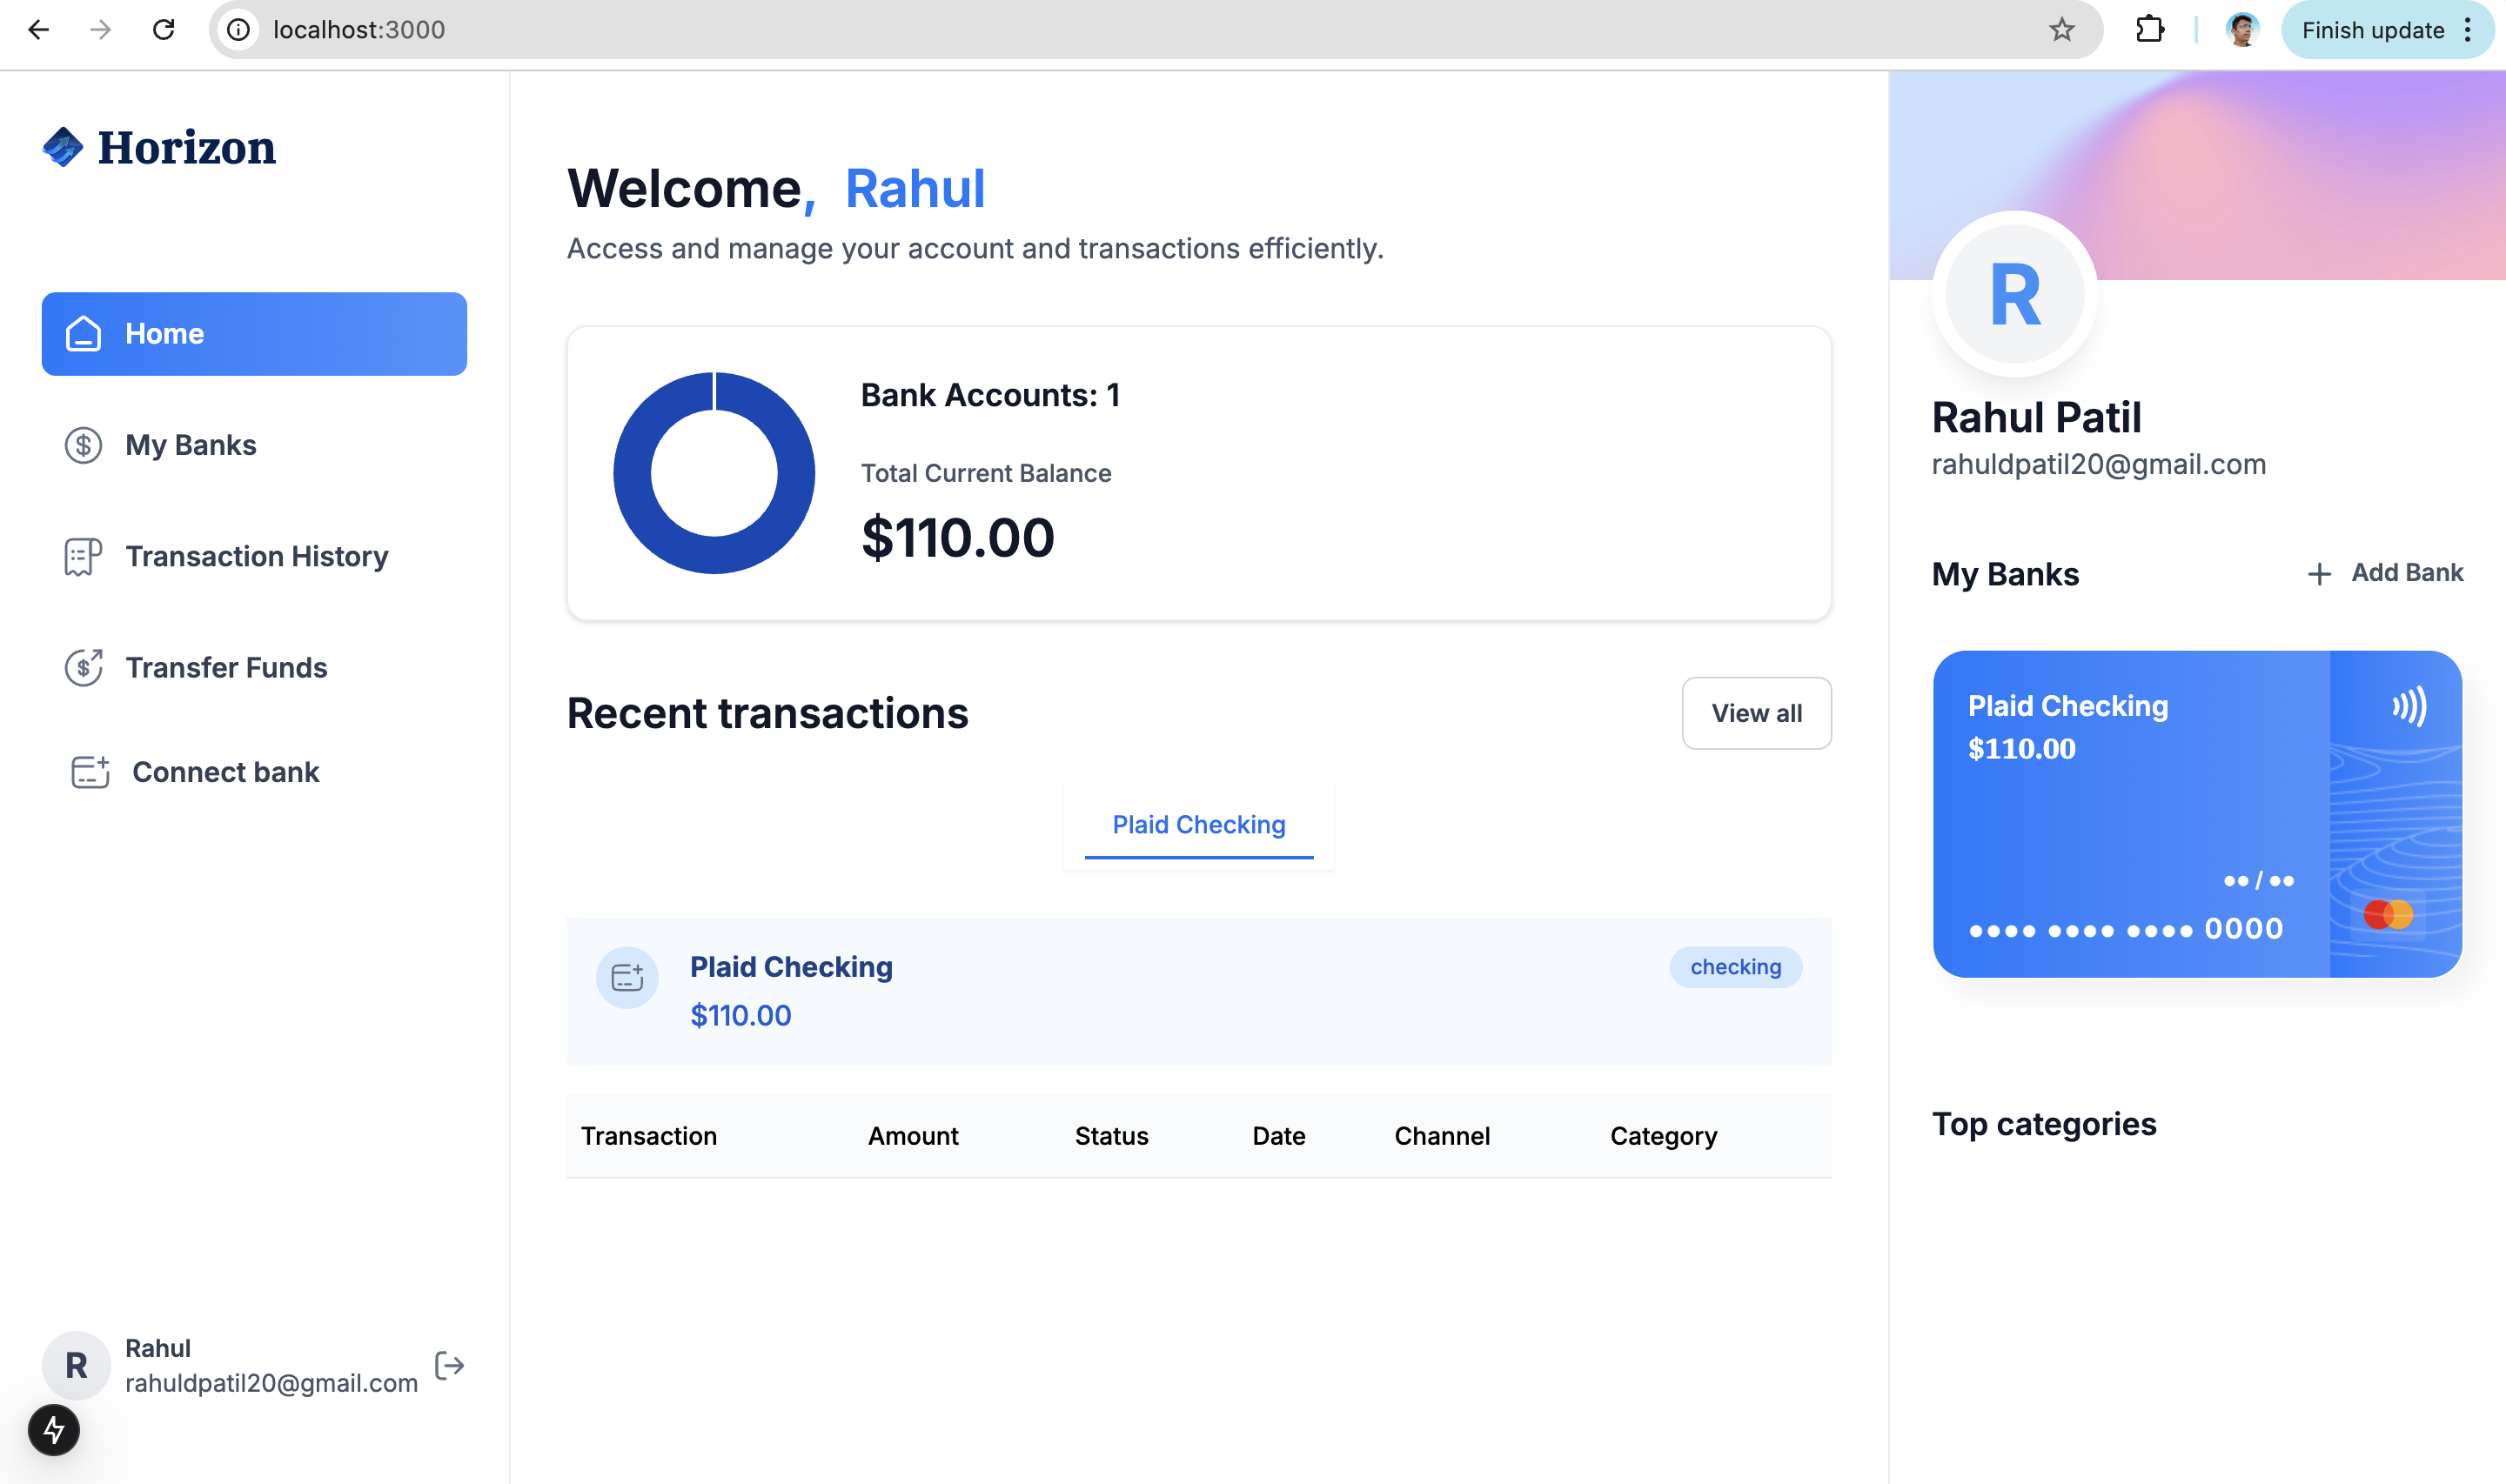 localhost:3000
Finish update
Horizon
Home
My Banks
Transaction History
Transfer Funds
Connect bank
Rahul
rahuldpatil20@gmail.com
R
Welcome, Rahul
Access and manage your account and transactions efficiently.
Bank Accounts: 1
Total Current Balance
$110.00
Recent transactions
View all
Plaid Checking
Plaid Checking
checking
$110.00
Transaction Amount Status Date Channel Category
R
Rahul Patil
rahuldpatil20@gmail.com
My Banks
+ Add Bank
Plaid Checking
$110.00
●●/●●
●●●● ●●●● ●●●● 0000
Top categories